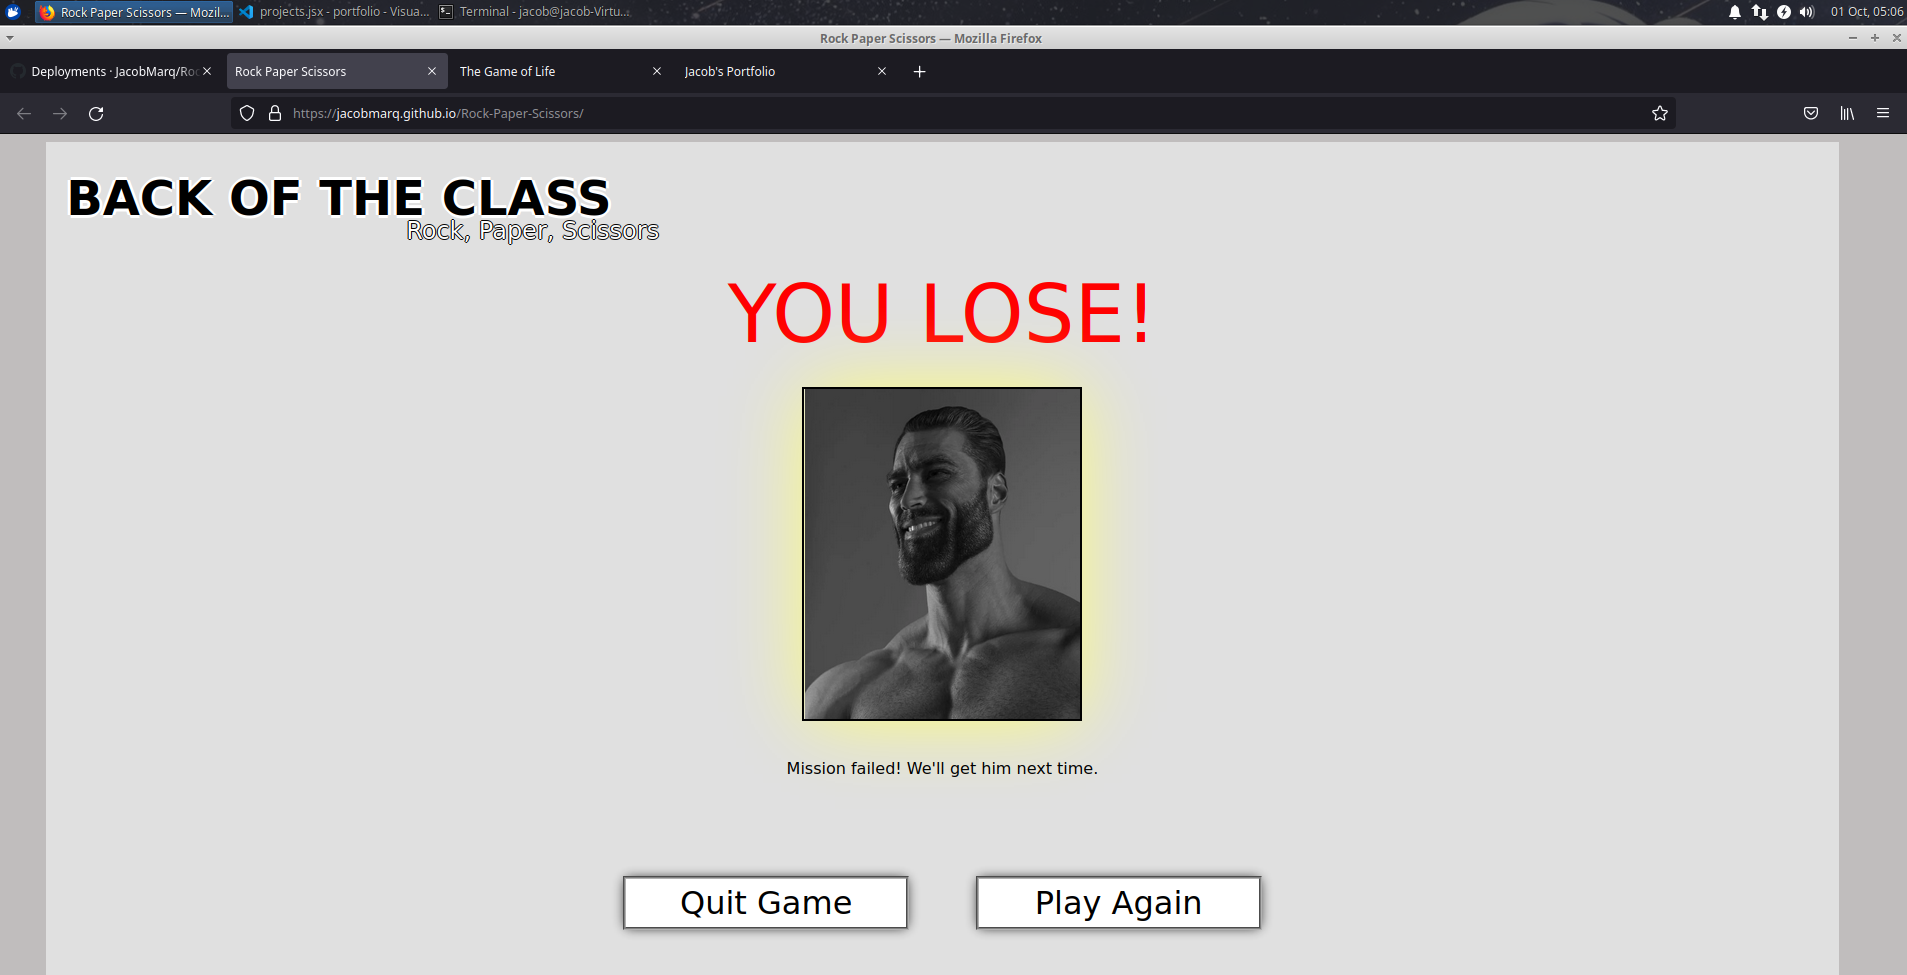 Rock Paper Scissors — Mozil...
projects.jsx - portfolio - Visua...
Terminal - jacob@jacob-Virtu...
01 Oct, 05:06
Rock Paper Scissors — Mozilla Firefox
Deployments · JacobMarq/Roc
Rock Paper Scissors
The Game of Life
Jacob's Portfolio
https://jacobmarq.github.io/Rock-Paper-Scissors/
BACK OF THE CLASS
Rock, Paper, Scissors
YOU LOSE!
Mission failed! We'll get him next time.
Quit Game
Play Again